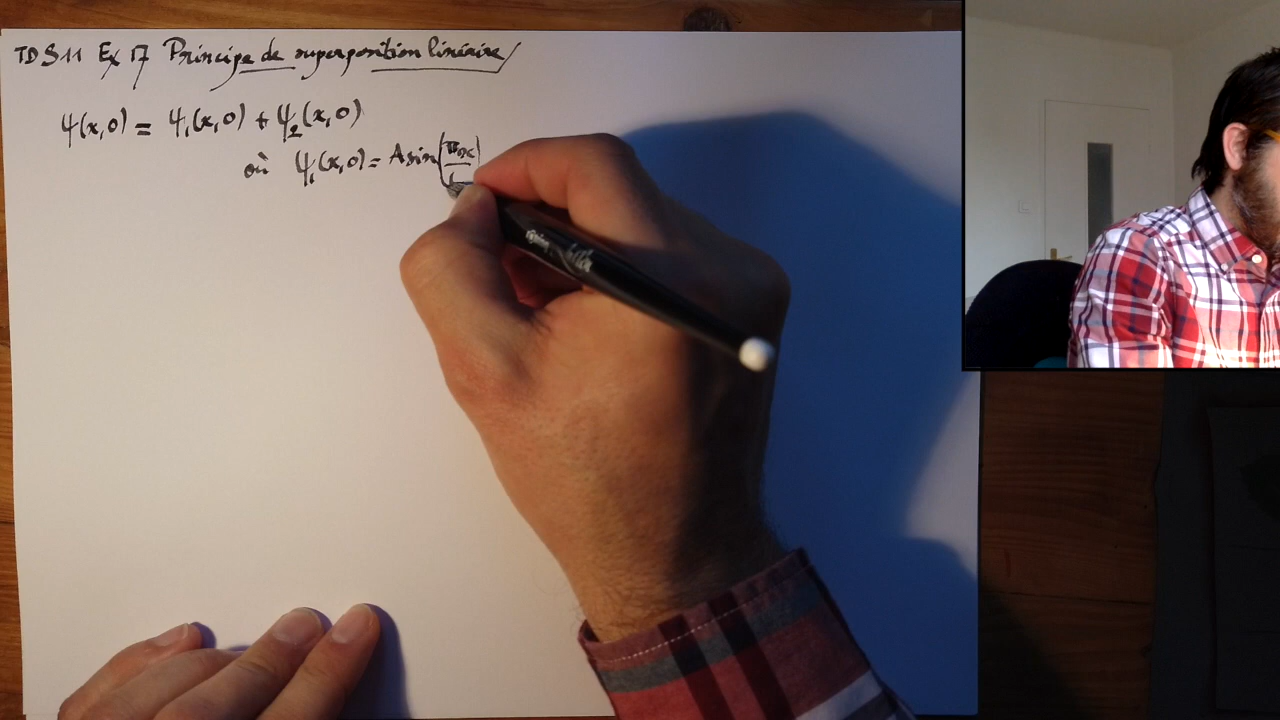 TD S11 Ex 17 Principe de superposition linéaire
ψ(x,0) = ψ₁(x,0) + ψ₂(x,0)
où ψ₁(x,0) = A sin(πx/